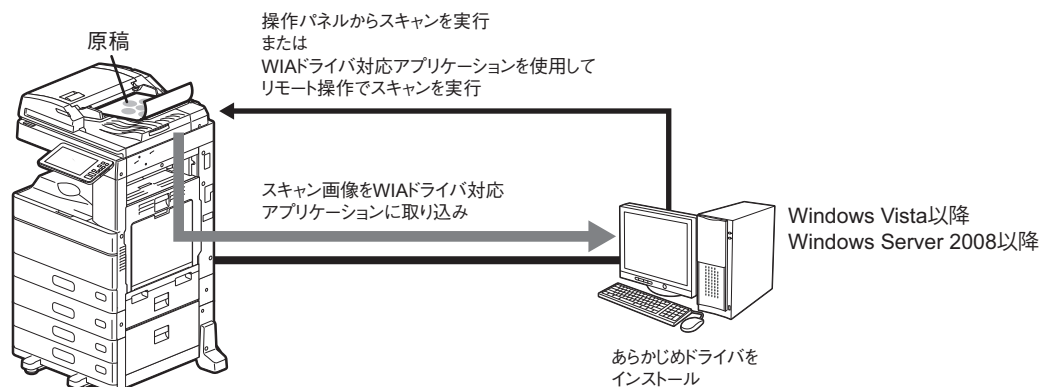 操作パネルからスキャンを実行
または
WIAドライバ対応アプリケーションを使用して
リモート操作でスキャンを実行
原稿
スキャン画像をWIAドライバ対応
アプリケーションに取り込み
Windows Vista以降
Windows Server 2008以降
あらかじめドライバを
インストール